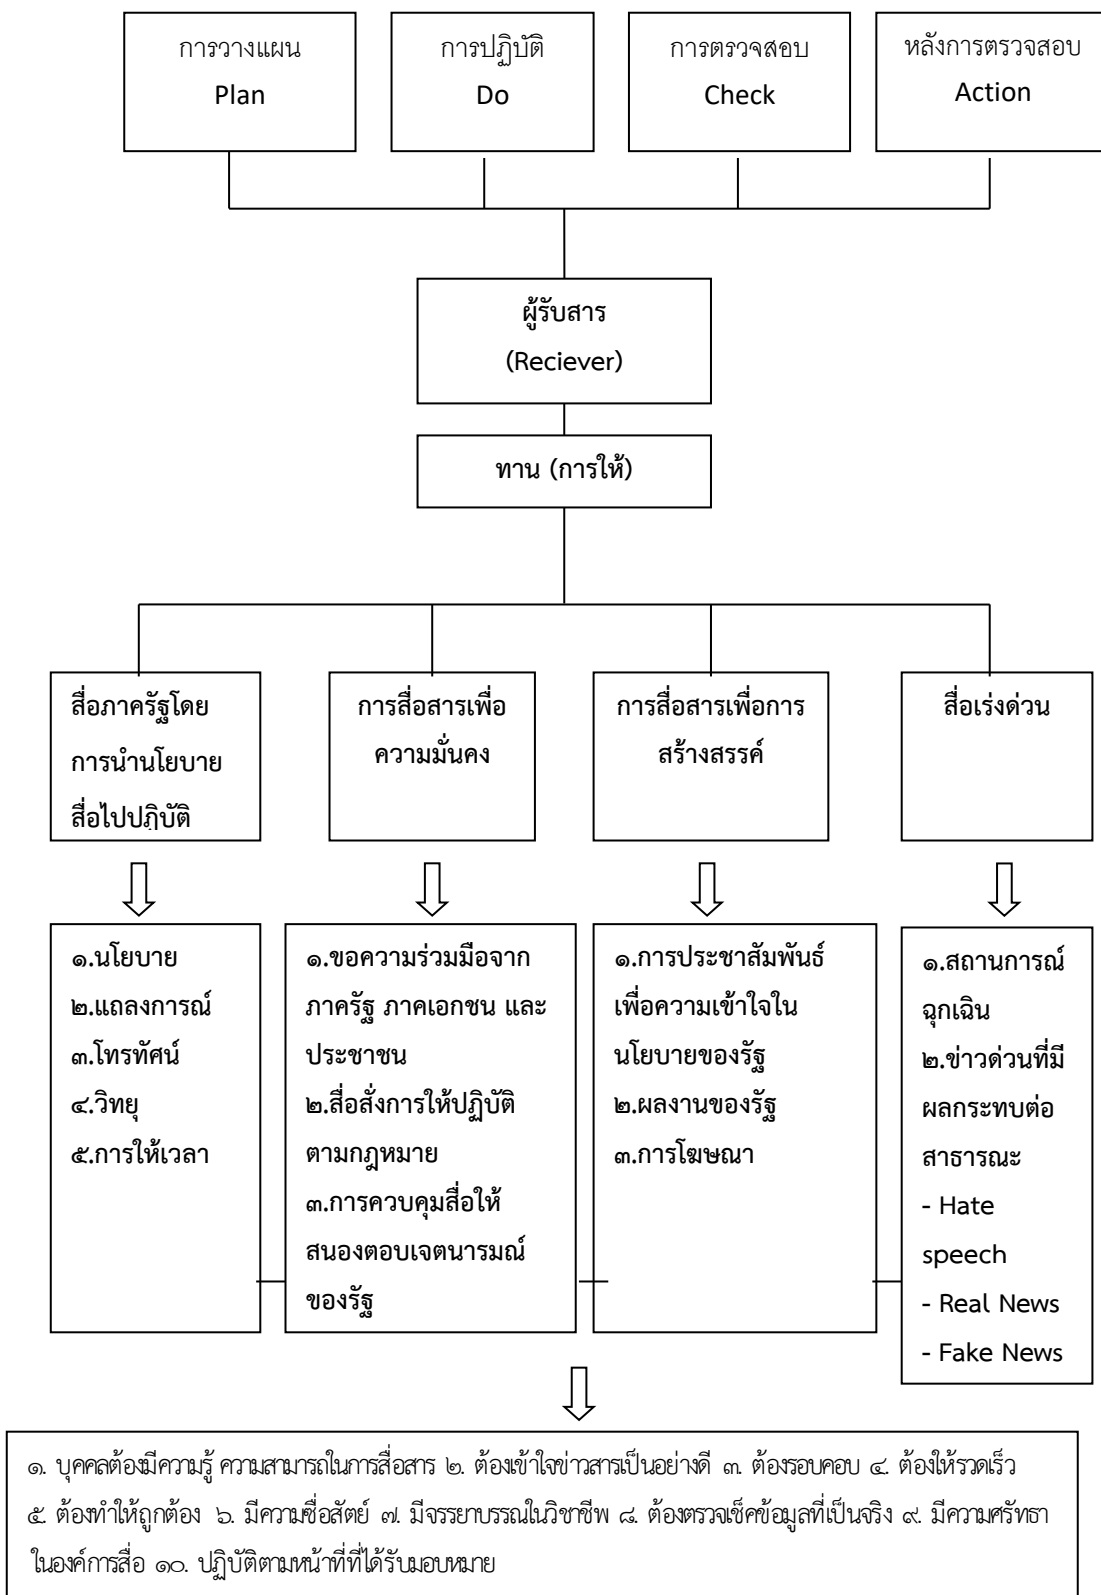 การวางแผน
Plan
การปฏิบัติ
Do
การตรวจสอบ
Check
หลังการตรวจสอบ
Action
ผู้รับสาร
(Reciever)
ทาน (การให้)
สื่อภาครัฐโดย
การนำนโยบาย
สื่อไปปฏิบัติ
การสื่อสารเพื่อ
ความมั่นคง
การสื่อสารเพื่อการ
สร้างสรรค์
สื่อเร่งด่วน
๑.นโยบาย
๒.แถลงการณ์
๓.โทรทัศน์
๔.วิทยุ
๕.การให้เวลา
๑.ขอความร่วมมือจาก
ภาครัฐ ภาคเอกชน และ
ประชาชน
๒.สื่อสั่งการให้ปฏิบัติ
ตามกฎหมาย
๓.การควบคุมสื่อให้
สนองตอบเจตนารมณ์
ของรัฐ
๑.การประชาสัมพันธ์
เพื่อความเข้าใจใน
นโยบายของรัฐ
๒.ผลงานของรัฐ
๓.การโฆษณา
๑.สถานการณ์
ฉุกเฉิน
๒.ข่าวด่วนที่มี
ผลกระทบต่อ
สาธารณะ
- Hate
speech
- Real News
- Fake News
๑. บุคคลต้องมีความรู้ ความสามารถในการสื่อสาร ๒. ต้องเข้าใจข่าวสารเป็นอย่างดี ๓. ต้องรอบคอบ ๔. ต้องให้รวดเร็ว
๕. ต้องทำให้ถูกต้อง ๖. มีความซื่อสัตย์ ๗. มีจรรยาบรรณในวิชาชีพ ๘. ต้องตรวจเช็คข้อมูลที่เป็นจริง ๙. มีความศรัทธา
ในองค์การสื่อ ๑๐. ปฏิบัติตามหน้าที่ที่ได้รับมอบหมาย